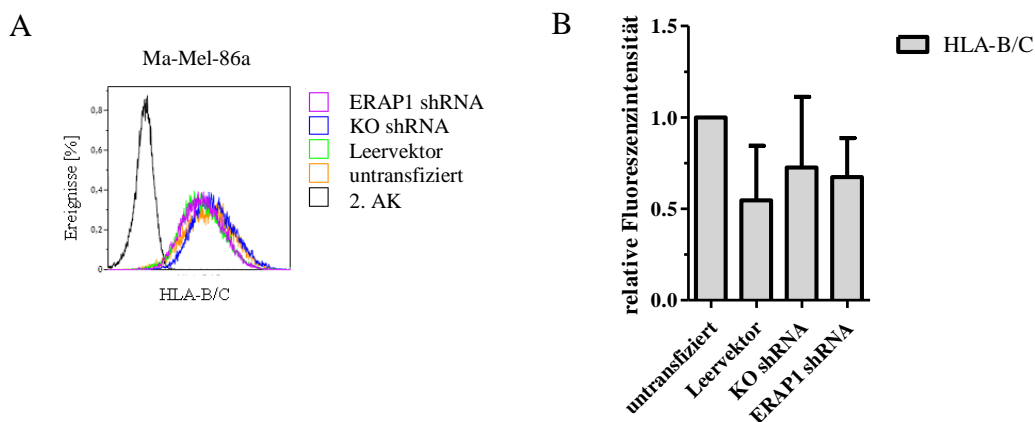 A
Ma-Mel-86a
Ereignisse [%]
0,8
0,6
0,4
0,2
0
HLA-B/C
ERAP1 shRNA
KO shRNA
Leervektor
untransfiziert
2. AK
B
relative Fluoreszenzintensität
1.5
1.0
0.5
0.0
untransfiziert
Leervektor
KO shRNA
ERAP1 shRNA
HLA-B/C